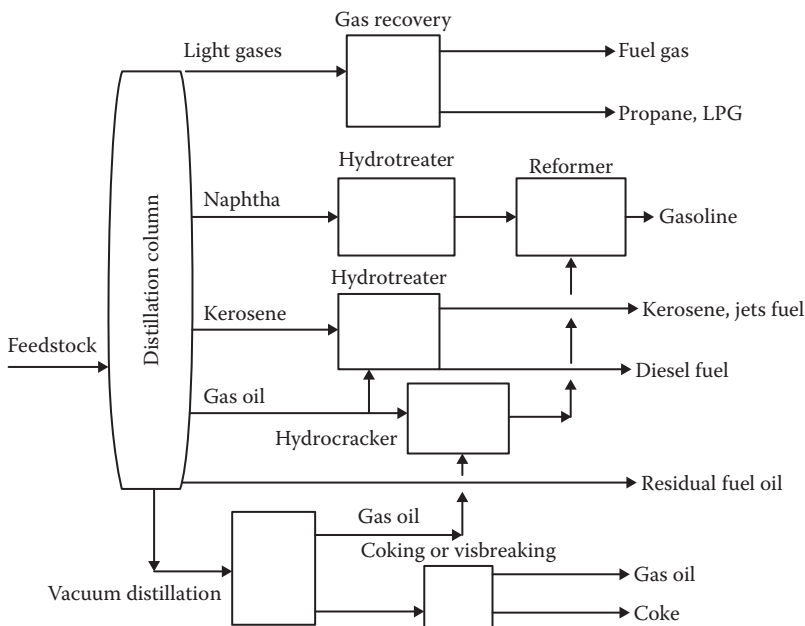 Gas recovery
Light gases
Fuel gas
Propane, LPG
Hydrotreater
Reformer
Naphtha
Gasoline
Distillation column
Hydrotreater
Kerosene
Kerosene, jets fuel
Feedstock
Diesel fuel
Gas oil
Hydrocracker
Residual fuel oil
Gas oil
Coking or visbreaking
Vacuum distillation
Gas oil
Coke